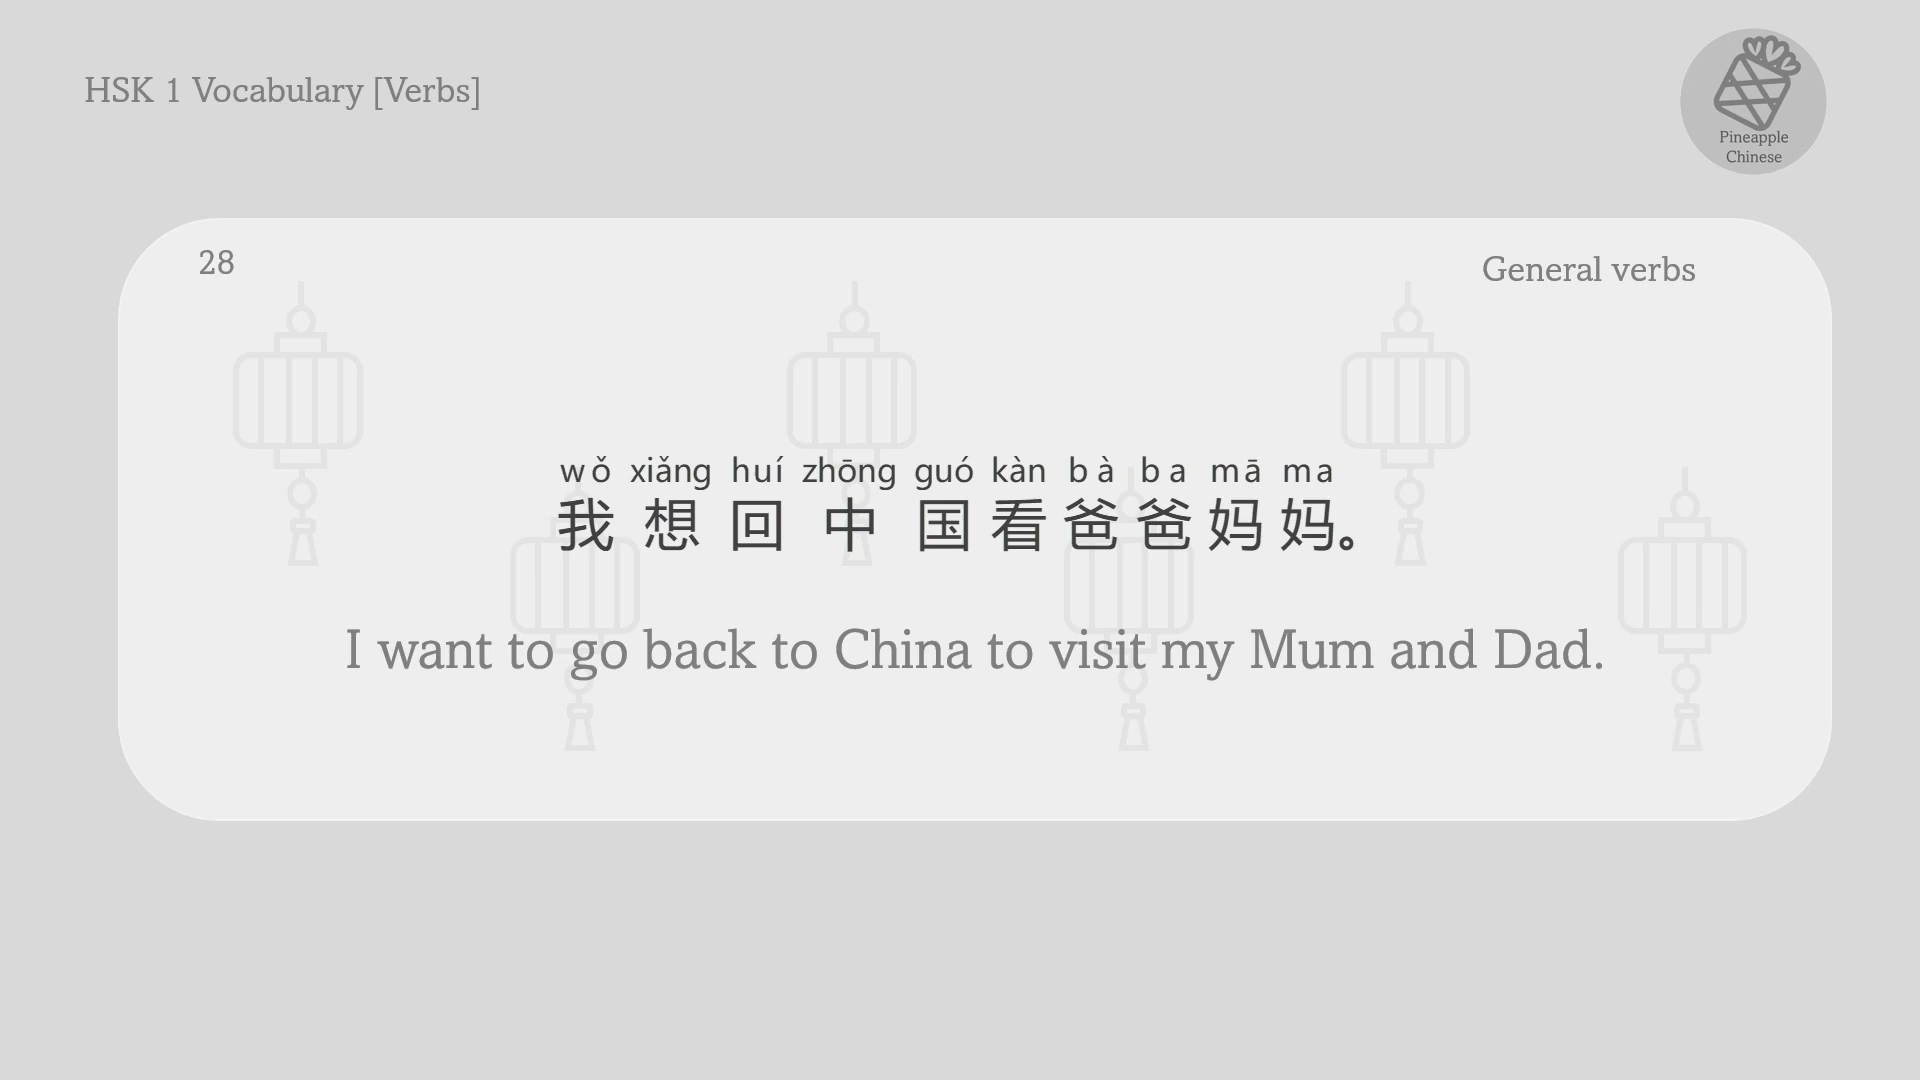 HSK 1 Vocabulary [Verbs]
Pineapple
Chinese
28
General verbs
wǒ xiǎng huí zhōng guó kàn bà ba mā ma
我想回中国看爸爸妈妈。
I want to go back to China to visit my Mum and Dad.